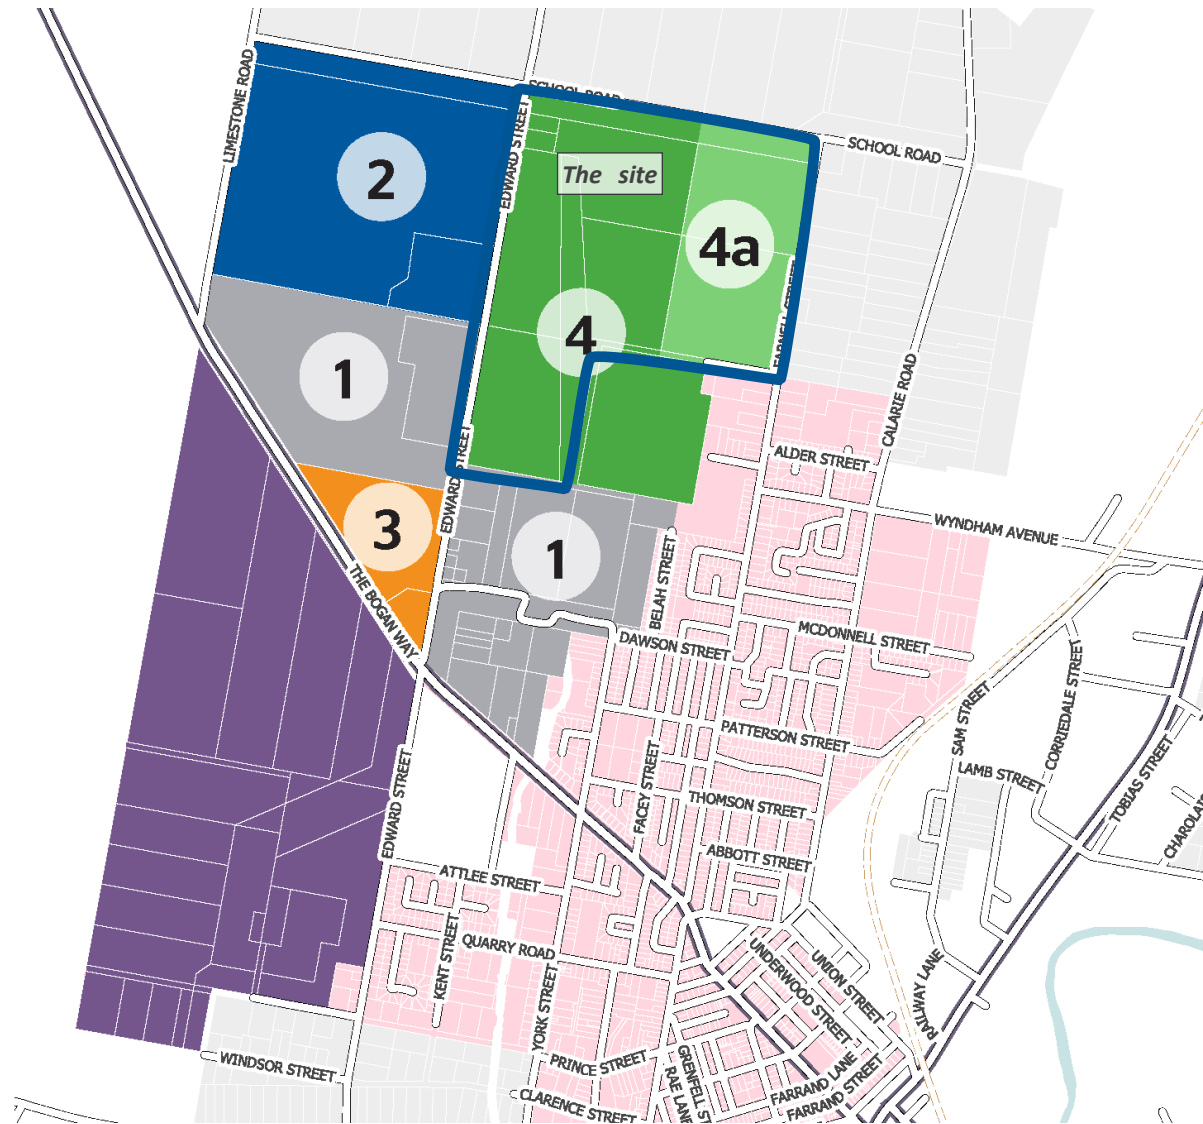 SCHOOL ROAD
LIMESTONE ROAD
EDWARD STREET
SCHOOL ROAD
2
The site
4a
FARNELL STREET
4
1
CALARIE ROAD
EDWARD STREET
ALDER STREET
3
EDWARD STREET
WYNDHAM AVENUE
1
BELAH STREET
THE BOGAN WAY
DAWSON STREET
MCDONNELL STREET
SAM STREET
CORRIEDALE STREET
PATTERSON STREET
LAMB STREET
TOBIAS STREET
EDWARD STREET
FACEY STREET
THOMSON STREET
CHAROLA
ABBOTT STREET
ATTLEE STREET
KENT STREET
QUARRY ROAD
UNDERWOOD STREET
UNION STREET
RAILWAY LANE
YORK STREET
WINDSOR STREET
PRINCE STREET
GRENFELL ST
RAE LANE
FARRAND LANE
FARRAND STREET
CLARENCE STREET